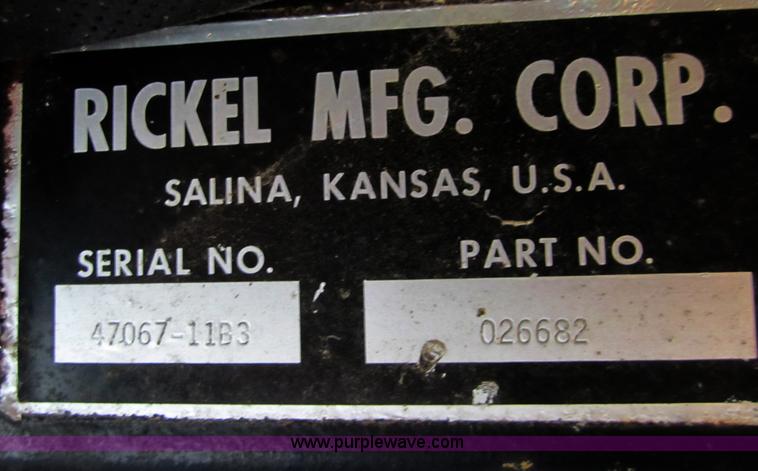 RICKEL MFG. CORP.
SALINA, KANSAS, U.S.A.
SERIAL NO. PART NO.
47067-11B3 026682
www.purplewave.com